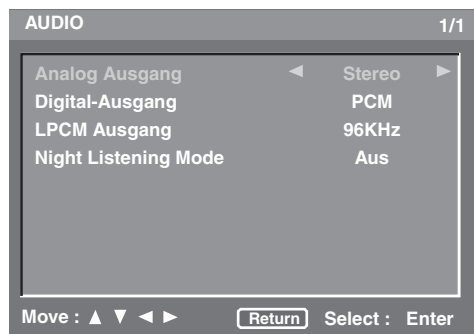 AUDIO 1/1
Analog Ausgang ◄ Stereo ►
Digital-Ausgang PCM
LPCM Ausgang 96KHz
Night Listening Mode Aus
Move : ▲ ▼ ◄ ► Return Select : Enter